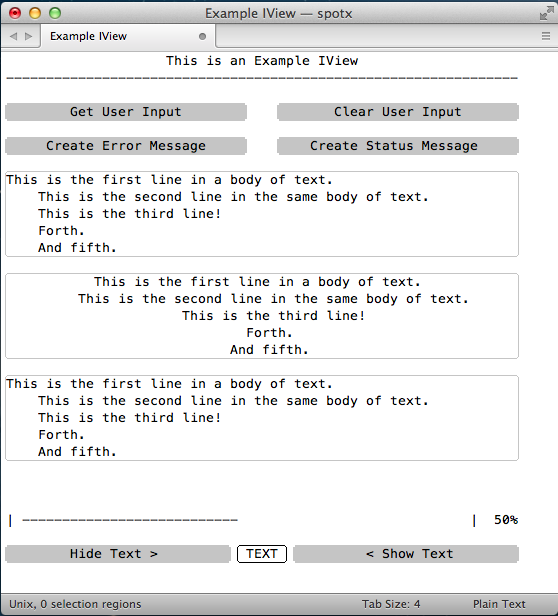 Example IView — spotx
Example IView
This is an Example IView
----------------------------------------------------------------
Get User Input Clear User Input
Create Error Message Create Status Message
This is the first line in a body of text.
This is the second line in the same body of text.
This is the third line!
Forth.
And fifth.
This is the first line in a body of text.
This is the second line in the same body of text.
This is the third line!
Forth.
And fifth.
This is the first line in a body of text.
This is the second line in the same body of text.
This is the third line!
Forth.
And fifth.
| --------------------------- | 50%
Hide Text > TEXT < Show Text
Unix, 0 selection regions Tab Size: 4 Plain Text